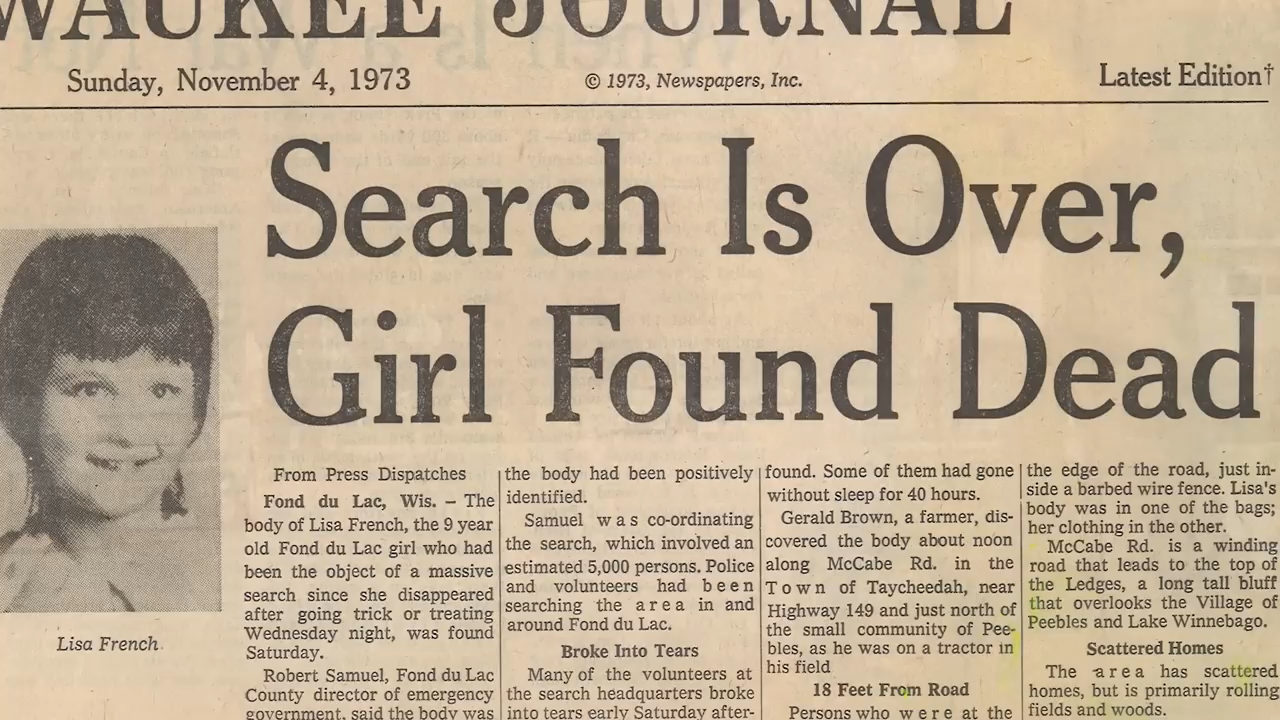 WAUKEE JOURNAL
Sunday, November 4, 1973
© 1973, Newspapers, Inc.
Latest Edition†
Search Is Over,
Girl Found Dead
Lisa French
From Press Dispatches
Fond du Lac, Wis. – The
body of Lisa French, the 9 year
old Fond du Lac girl who had
been the object of a massive
search since she disappeared
after going trick or treating
Wednesday night, was found
Saturday.
Robert Samuel, Fond du Lac
County director of emergency
government, said the body was
the body had been positively
identified.
Samuel was co-ordinating
the search, which involved an
estimated 5,000 persons. Police
and volunteers had been
searching the area in and
around Fond du Lac.
Broke Into Tears
Many of the volunteers at
the search headquarters broke
into tears early Saturday after-
found. Some of them had gone
without sleep for 40 hours.
Gerald Brown, a farmer, dis-
covered the body about noon
along McCabe Rd. in the
Town of Taycheedah, near
Highway 149 and just north of
the small community of Pee-
bles, as he was on a tractor in
his field
18 Feet From Road
Persons who were at the
the edge of the road, just in-
side a barbed wire fence. Lisa's
body was in one of the bags;
her clothing in the other.
McCabe Rd. is a winding
road that leads to the top of
the Ledges, a long tall bluff
that overlooks the Village of
Peebles and Lake Winnebago.
Scattered Homes
The area has scattered
homes, but is primarily rolling
fields and woods.